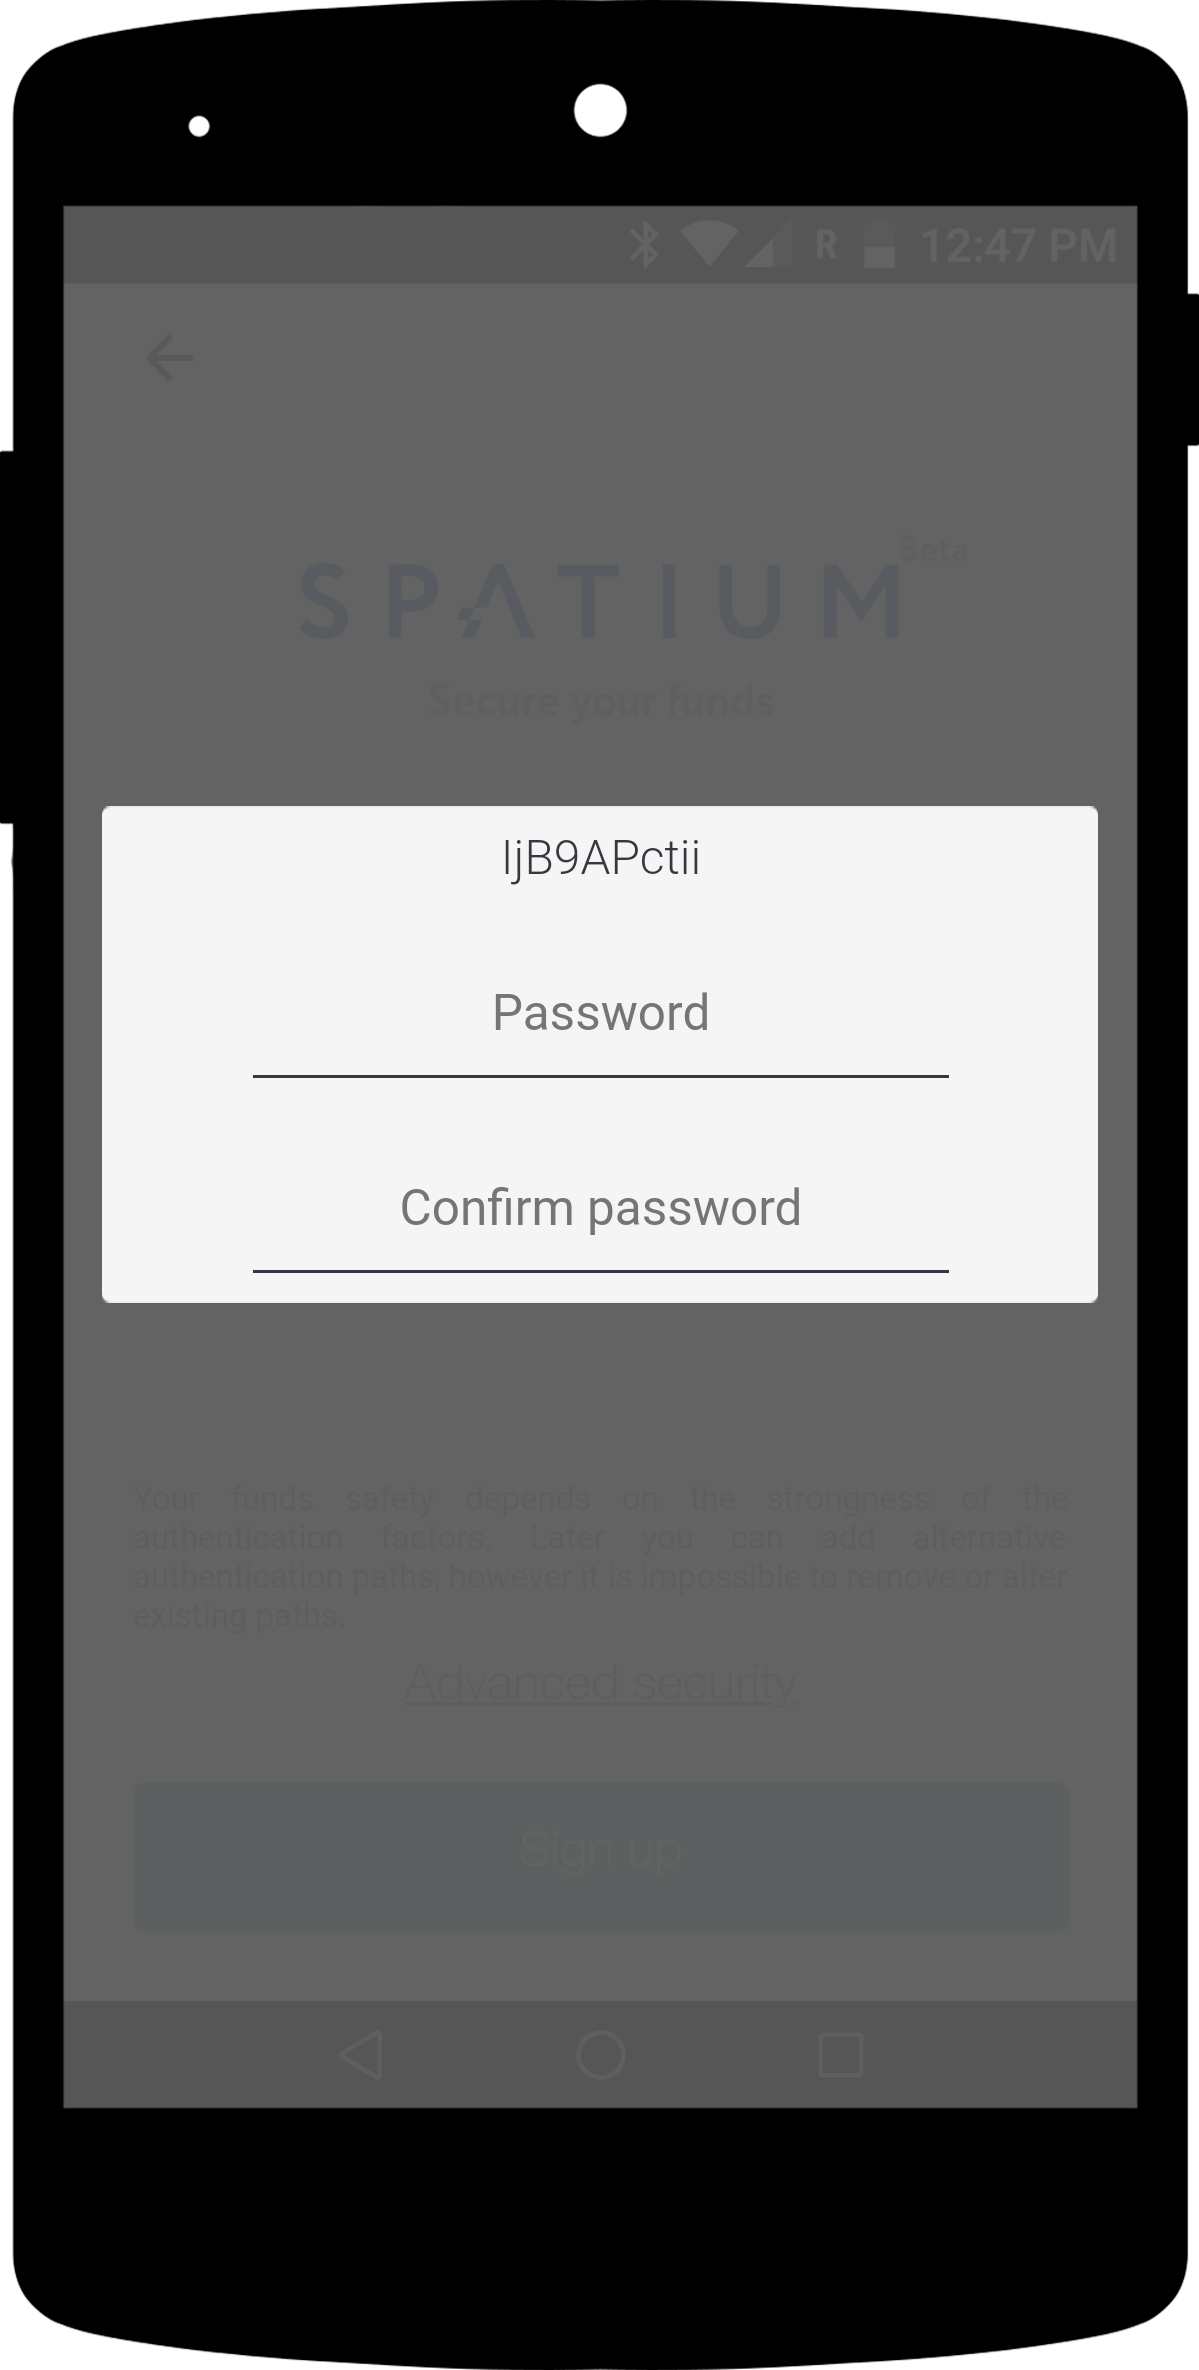 R 12:47 PM
Beta
SPATIUM
Secure your funds
IjB9APctii
Password
Confirm password
Your funds safety depends on the strongness of the
authentication factors. Later you can add alternative
authentication paths, however it is impossible to remove or alter
existing paths.
Advanced security
Sign up